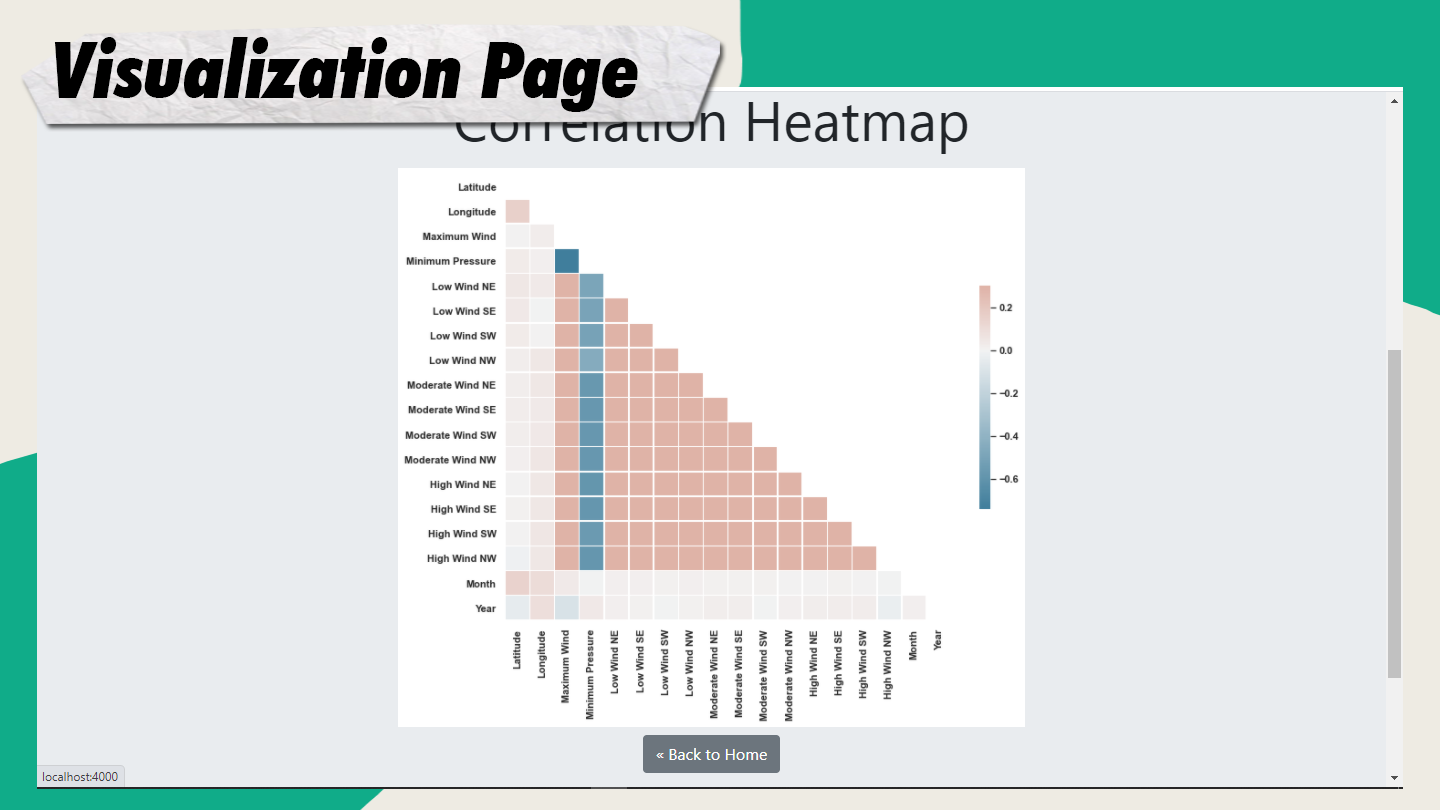 Visualization Page
Correlation Heatmap
Latitude
Longitude
Maximum Wind
Minimum Pressure
Low Wind NE
Low Wind SE
Low Wind SW
Low Wind NW
Moderate Wind NE
Moderate Wind SE
Moderate Wind SW
Moderate Wind NW
High Wind NE
High Wind SE
High Wind SW
High Wind NW
Month
Year
0.2
0.0
−0.2
−0.4
−0.6
Latitude
Longitude
Maximum Wind
Minimum Pressure
Low Wind NE
Low Wind SE
Low Wind SW
Low Wind NW
Moderate Wind NE
Moderate Wind SE
Moderate Wind SW
Moderate Wind NW
High Wind NE
High Wind SE
High Wind SW
High Wind NW
Month
Year
« Back to Home
localhost:4000